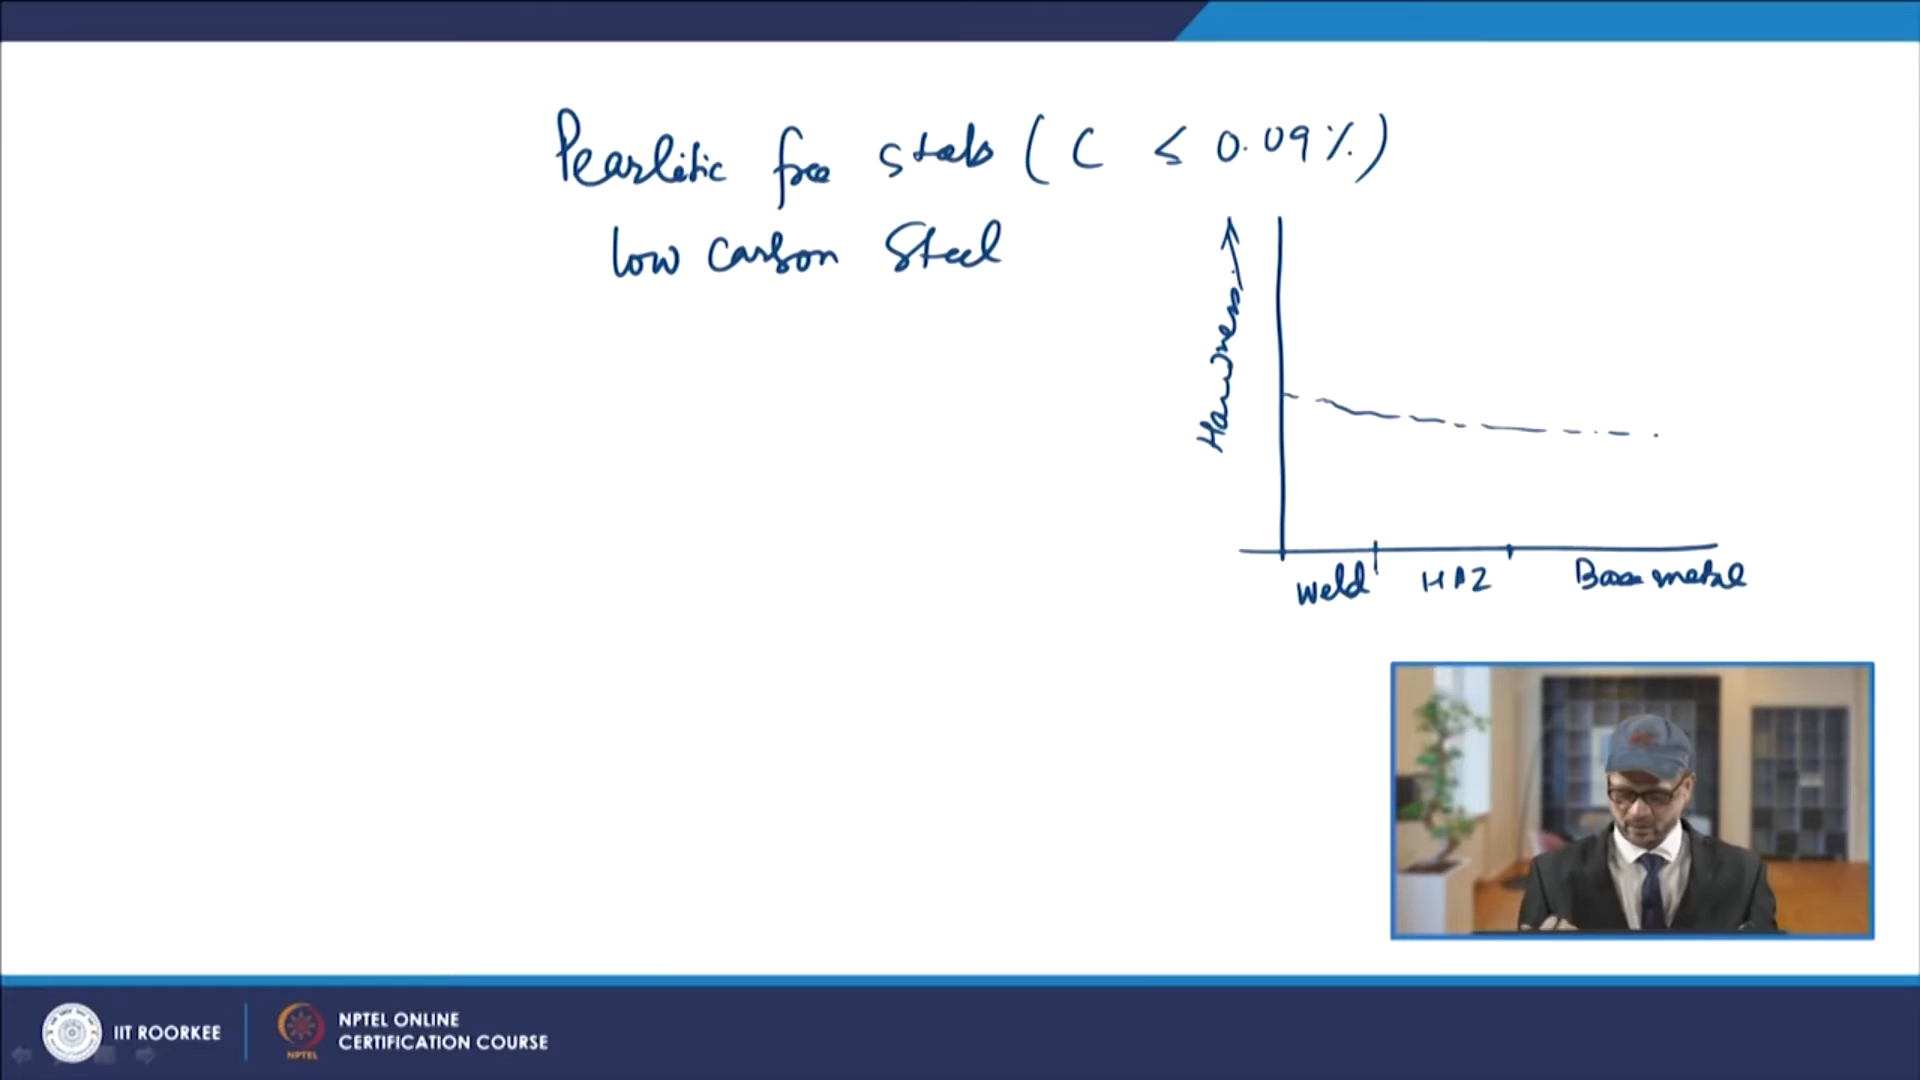 Pearlitic free steels ( C ≤ 0.09% )
low carbon Steel
Hardness
Weld
HAZ
Base metal
IIT ROORKEE
NPTEL
NPTEL ONLINE
CERTIFICATION COURSE